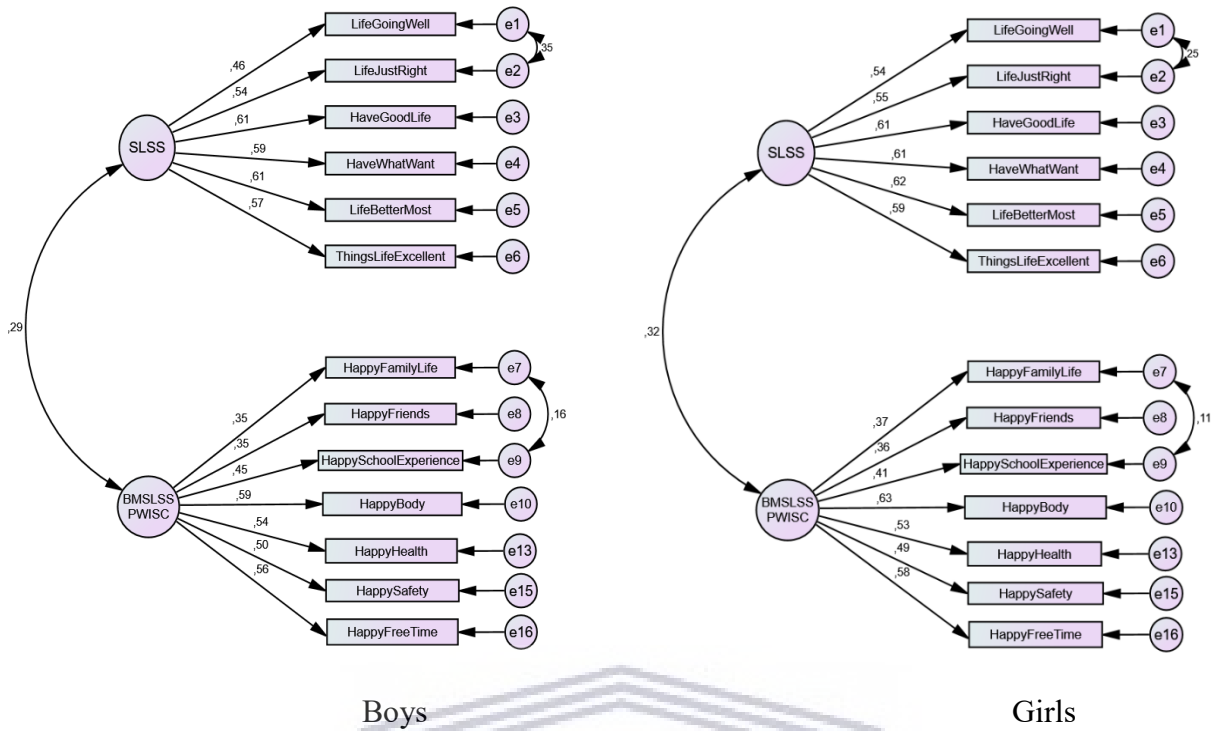 LifeGoingWell
e1
,35
,46
LifeJustRight
e2
,54
HaveGoodLife
e3
,61
SLSS
,59
HaveWhatWant
e4
,61
LifeBetterMost
e5
,57
ThingsLifeExcellent
e6
,29
HappyFamilyLife
e7
,35
HappyFriends
e8
,16
,35
HappySchoolExperience
e9
,45
BMSLSS
PWISC
,59
HappyBody
e10
,54
HappyHealth
e13
,50
HappySafety
e15
,56
HappyFreeTime
e16
Boys
LifeGoingWell
e1
,25
,54
LifeJustRight
e2
,55
HaveGoodLife
e3
,61
SLSS
,61
HaveWhatWant
e4
,62
LifeBetterMost
e5
,59
ThingsLifeExcellent
e6
,32
HappyFamilyLife
e7
,37
HappyFriends
e8
,11
,36
HappySchoolExperience
e9
,41
BMSLSS
PWISC
,63
HappyBody
e10
,53
HappyHealth
e13
,49
HappySafety
e15
,58
HappyFreeTime
e16
Girls